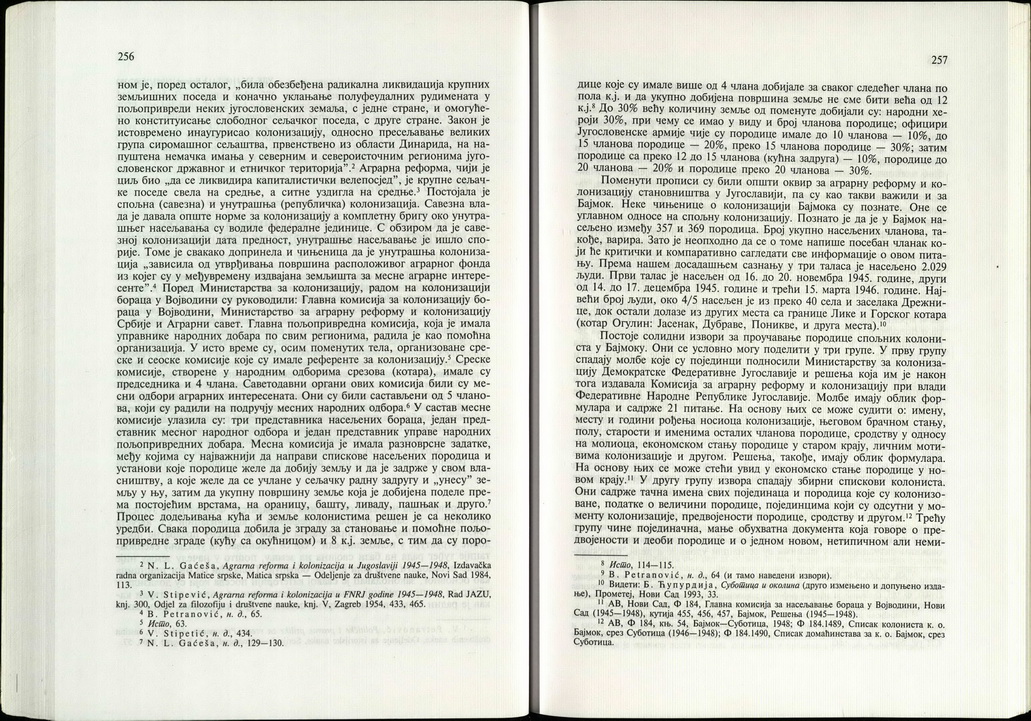 256
ном је, поред осталог, „била обезбеђена радикална ликвидација крупних
земљишних поседа и коначно уклањање полуфеудалних рудимената у
пољопривреди неких југословенских земаља, с једне стране, и омогуће-
но конституисање слободног сељачког поседа, с друге стране. Закон је
истовремено инаугурисао колонизацију, односно пресељавање великих
група сиромашног сељаштва, првенствено из области Динарида, на на-
пуштена немачка имања у северним и североисточним регионима југо-
словенског државног и етничког територија”.² Аграрна реформа, чији је
циљ био „да се ликвидира капиталистички велепосјед”, је крупне сељач-
ке поседе свела на средње, а ситне уздигла на средње.³ Постојала је
спољна (савезна) и унутрашња (републичка) колонизација. Савезна вла-
да је давала опште норме за колонизацију а комплетну бригу око унутра-
шњег насељавања су водиле федералне јединице. С обзиром да је саве-
зној колонизацији дата предност, унутрашње насељавање је ишло спо-
рије. Томе је свакако допринела и чињеница да је унутрашња колониза-
ција „зависила од утврђивања површина расположивог аграрног фонда
из којег су у међувремену издвајана земљишта за месне аграрне интере-
сенте”.⁴ Поред Министарства за колонизацију, радом на колонизацији
бораца у Војводини су руководили: Главна комисија за колонизацију бо-
раца у Војводини, Министарство за аграрну реформу и колонизацију
Србије и Аграрни савет. Главна пољопривредна комисија, која је имала
управнике народних добара по свим регионима, радила је као помоћна
организација. У исто време су, осим поменутих тела, организоване сре-
ске и сеоске комисије које су имале референте за колонизацију.⁵ Среске
комисије, створене у народним одборима срезова (котара), имале су
председника и 4 члана. Саветодавни органи ових комисија били су ме-
сни одбори аграрних интересената. Они су били састављени од 5 члано-
ва, који су радили на подручју месних народних одбора.⁶ У састав месне
комисије улазила су: три представника насељених бораца, један пред-
ставник месног народног одбора и један представник управе народних
пољопривредних добара. Месна комисија је имала разноврсне задатке,
међу којима су најважнији да направи спискове насељених породица и
установи које породице желе да добију земљу и да је задрже у свом вла-
сништву, а које желе да се учлане у сељачку радну задругу и „унесу” зе-
мљу у њу, затим да укупну површину земље која је добијена поделе пре-
ма постојећим врстама, на ораницу, башту, ливаду, пашњак и друго.⁷
Процес додељивања кућа и земље колонистима решен је са неколико
уредби. Свака породица добила је зграду за становање и помоћне пољо-
привредне зграде (кућу са окућницом) и 8 к.ј. земље, с тим да су поро-
² N. L. Gaćeša, Agrarna reforma i kolonizacija u Jugoslaviji 1945—1948, Izdavačka
radna organizacija Matice srpske, Matica srpska — Odeljenje za društvene nauke, Novi Sad 1984,
113.
³ V. Stipević, Agrarna reforma i kolonizacija u FNRJ godine 1945—1948, Rad JAZU,
knj. 300, Odjel za filozofiju i društvene nauke, knj. V, Zagreb 1954, 433, 465.
⁴ B. Petranović, н. д., 65.
⁵ Исто, 63.
⁶ V. Stipetić, н. д., 434.
⁷ N. L. Gaćeša, н. д., 129—130.
257
дице које су имале више од 4 члана добијале за сваког следећег члана по
пола к.ј. и да укупно добијена површина земље не сме бити већа од 12
к.ј.⁸ До 30% већу количину земље од поменуте добијали су: народни хе-
роји 30%, при чему се имао у виду и број чланова породице; официри
Југословенске армије чије су породице имале до 10 чланова — 10%, до
15 чланова породице — 20%, преко 15 чланова породице — 30%; затим
породице са преко 12 до 15 чланова (кућна задруга) — 10%, породице до
20 чланова — 20% и породице преко 20 чланова — 30%.
Поменути прописи су били општи оквир за аграрну реформу и ко-
лонизацију становништва у Југославији, па су као такви важили и за
Бајмок. Неке чињенице о колонизацији Бајмока су познате. Оне се
углавном односе на спољну колонизацију. Познато је да је у Бајмок на-
сељено између 357 и 369 породица. Број укупно насељених чланова, та-
кође, варира. Зато је неопходно да се о томе напише посебан чланак ко-
ји ће критички и компаративно сагледати све информације о овом пита-
њу. Према нашем досадашњем сазнању у три таласа је насељено 2.029
људи. Први талас је насељен од 16. до 20. новембра 1945. године, други
од 14. до 17. децембра 1945. године и трећи 15. марта 1946. године. Нај-
већи број људи, око 4/5 насељен је из преко 40 села и заселака Дрежни-
це, док остали долазе из других места са границе Лике и Горског котара
(котар Огулин: Јасенак, Дубраве, Поникве, и друга места).¹⁰
Постоје солидни извори за проучавање породице спољних колони-
ста у Бајмоку. Они се условно могу поделити у три групе. У прву групу
спадају молбе које су појединци подносили Министарству за колониза-
цију Демократске Федеративне Југославије и решења која им је након
тога издавала Комисија за аграрну реформу и колонизацију при влади
Федеративне Народне Републике Југославије. Молбе имају облик фор-
мулара и садрже 21 питање. На основу њих се може судити о: имену,
месту и години рођења носиоца колонизације, његовом брачном стању,
полу, старости и именима осталих чланова породице, сродству у односу
на молиоца, економском стању породице у старом крају, личним моти-
вима колонизације и другом. Решења, такође, имају облик формулара.
На основу њих се може стећи увид у економско стање породице у но-
вом крају.¹¹ У другу групу извора спадају збирни спискови колониста.
Они садрже тачна имена свих појединаца и породица које су колонизо-
ване, податке о величини породице, појединцима који су одсутни у мо-
менту колонизације, предвојености породице, сродству и другом.¹² Трећу
групу чине појединачна, мање обухватна документа која говоре о пре-
двојености и деоби породице и о једном новом, нетипичном али неми-
⁸ Исто, 114—115.
⁹ B. Petranović, н. д., 64 (и тамо наведени извори).
¹⁰ Видети: Б. Ћупурдија, Суботица и околина (друго измењено и допуњено изда-
ње), Прометеј, Нови Сад 1993, 33.
¹¹ АВ, Нови Сад, Ф 184, Главна комисија за насељавање бораца у Војводини, Нови
Сад (1945—1948), кутија 455, 456, 457, Бајмок, Решења (1945—1948).
¹² АВ, Ф 184, књ. 54, Бајмок—Суботица, 1948; Ф 184.1489, Списак колониста к. о.
Бајмок, срез Суботица (1946—1948); Ф 184.1490, Списак домаћинстава за к. о. Бајмок, срез
Суботица.